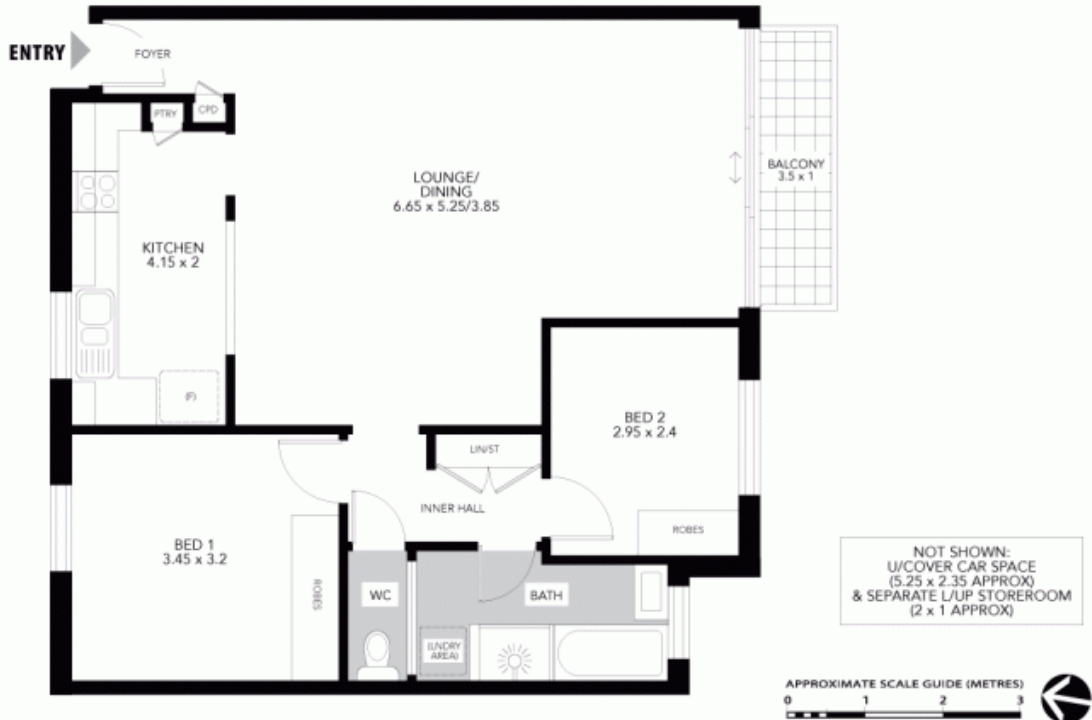 ENTRY
FOYER
PTRY
CPD
LOUNGE/
DINING
6.65 x 5.25/3.85
BALCONY
3.5 x 1
KITCHEN
4.15 x 2
(F)
BED 2
2.95 x 2.4
LIN/ST
INNER HALL
ROBES
BED 1
3.45 x 3.2
ROBES
WC
BATH
(LNDRY
AREA)
NOT SHOWN:
U/COVER CAR SPACE
(5.25 x 2.35 APPROX)
& SEPARATE L/UP STOREROOM
(2 x 1 APPROX)
APPROXIMATE SCALE GUIDE (METRES)
0 1 2 3